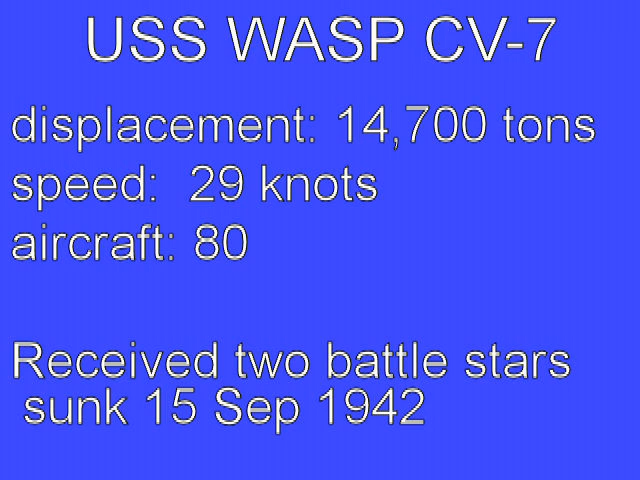 USS WASP CV-7
displacement: 14,700 tons
speed:  29 knots
aircraft: 80
Received two battle stars
sunk 15 Sep 1942